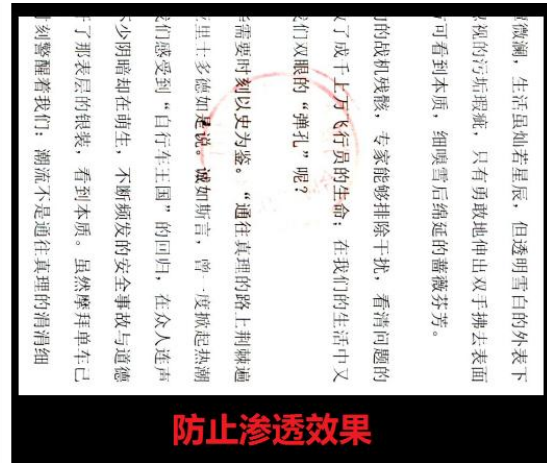 微澜，生活虽灿若星辰，但透明雪白的外表下
视的污垢瑕疵，只有勇敢地伸出双手拂去表面
可看到本质，细嗅雪后绵延的蔷薇芬芳。
的战机残骸，专家能够排除干扰，看清问题的
了成千上万飞行员的生命；在我们的生活中又
们双眼的“弹孔”呢？
需要时刻以史为鉴。“通往真理的路上荆棘遍
里士多德如是说。诚如斯言，曾一度掀起热潮
们感受到“自行车王国”的回归，在众人连声
少阴暗却在萌生，不断频发的安全事故与道德
了那表层的银装，看到本质。虽然摩拜单车已
刻警醒着我们：潮流不是通往真理的涓涓细
防止渗透效果